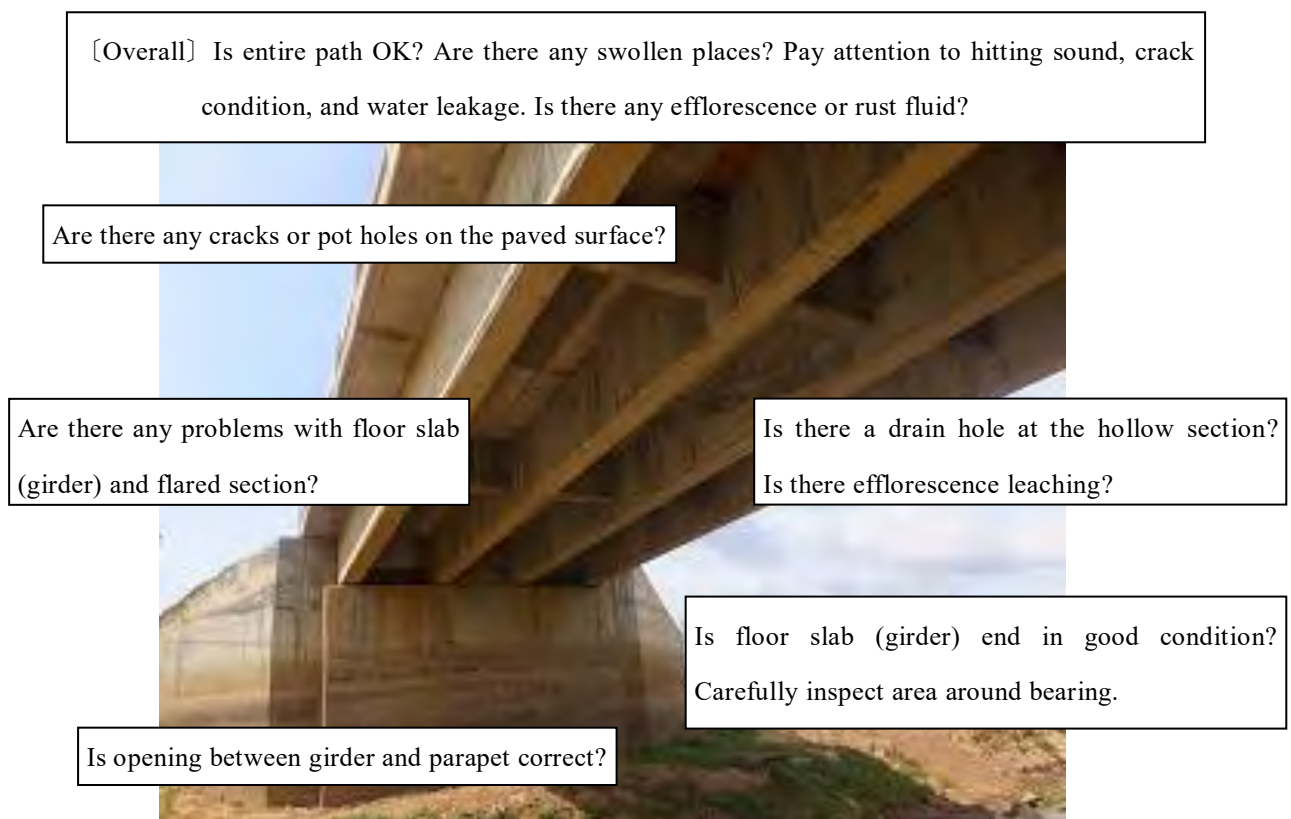 〔Overall〕 Is entire path OK? Are there any swollen places? Pay attention to hitting sound, crack
condition, and water leakage. Is there any efflorescence or rust fluid?
Are there any cracks or pot holes on the paved surface?
Are there any problems with floor slab
(girder) and flared section?
Is there a drain hole at the hollow section?
Is there efflorescence leaching?
Is floor slab (girder) end in good condition?
Carefully inspect area around bearing.
Is opening between girder and parapet correct?